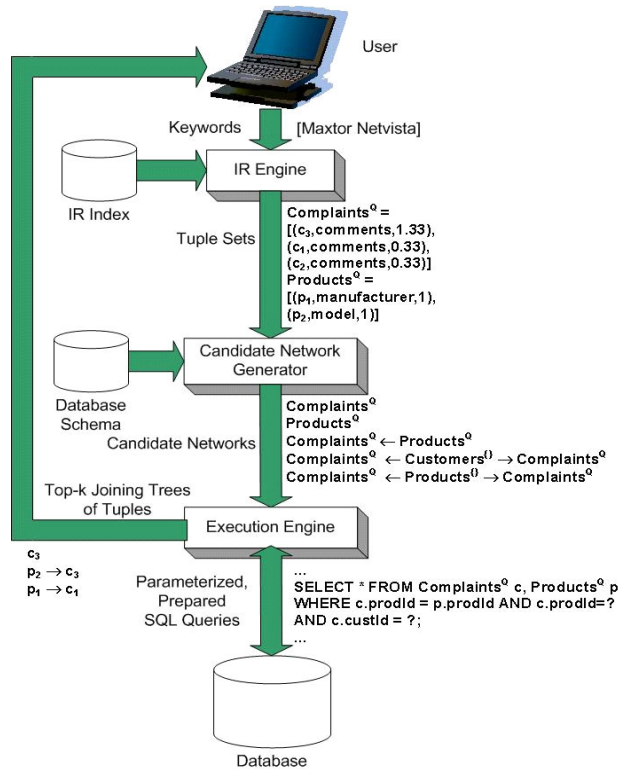 User
Keywords
[Maxtor Netvista]
IR Engine
IR Index
Tuple Sets
Complaints^Q =
[(c₃,comments,1.33),
(c₁,comments,0.33),
(c₂,comments,0.33)]
Products^Q =
[(p₁,manufacturer,1),
(p₂,model,1)]
Candidate Network
Generator
Database
Schema
Candidate Networks
Complaints^Q
Products^Q
Complaints^Q ← Products^Q
Complaints^Q ← Customers^{} → Complaints^Q
Complaints^Q ← Products^{} → Complaints^Q
Top-k Joining Trees
of Tuples
Execution Engine
c₃
p₂ → c₃
p₁ → c₁
Parameterized,
Prepared
SQL Queries
...
SELECT * FROM Complaints^Q c, Products^Q p
WHERE c.prodId = p.prodId AND c.prodId=?
AND c.custId = ?;
...
Database